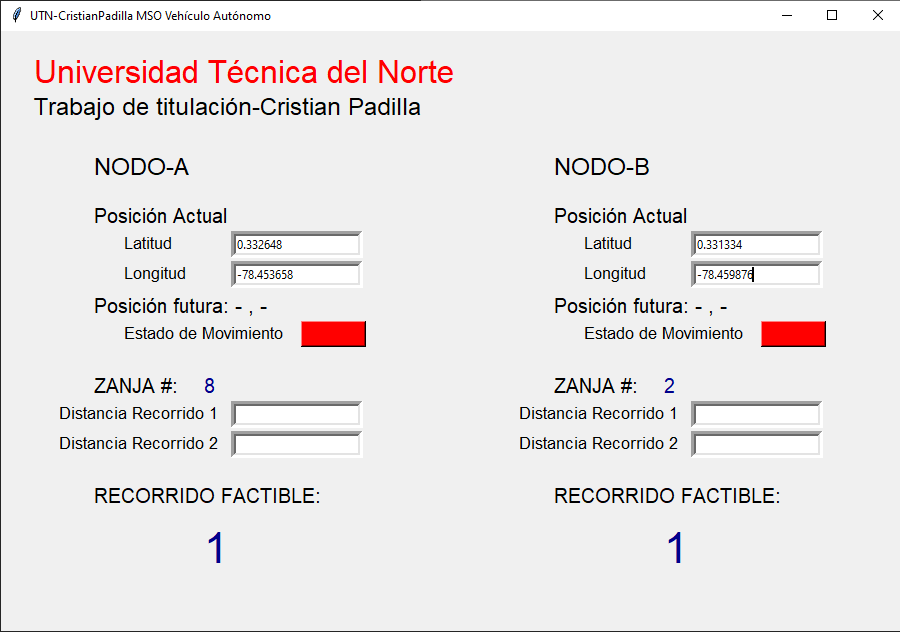 UTN-CristianPadilla MSO Vehículo Autónomo
Universidad Técnica del Norte
Trabajo de titulación-Cristian Padilla
NODO-A
Posición Actual
Latitud 0.332648
Longitud -78.453658
Posición futura: - , -
Estado de Movimiento
ZANJA #: 8
Distancia Recorrido 1
Distancia Recorrido 2
RECORRIDO FACTIBLE:
1
NODO-B
Posición Actual
Latitud 0.331334
Longitud -78.459876
Posición futura: - , -
Estado de Movimiento
ZANJA #: 2
Distancia Recorrido 1
Distancia Recorrido 2
RECORRIDO FACTIBLE:
1